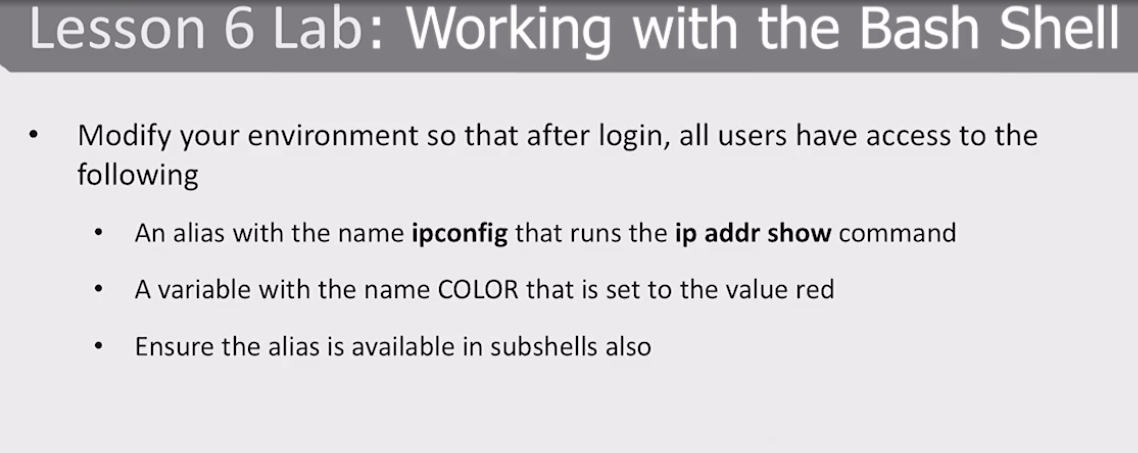 Lesson 6 Lab: Working with the Bash Shell
• Modify your environment so that after login, all users have access to the
following
• An alias with the name ipconfig that runs the ip addr show command
• A variable with the name COLOR that is set to the value red
• Ensure the alias is available in subshells also